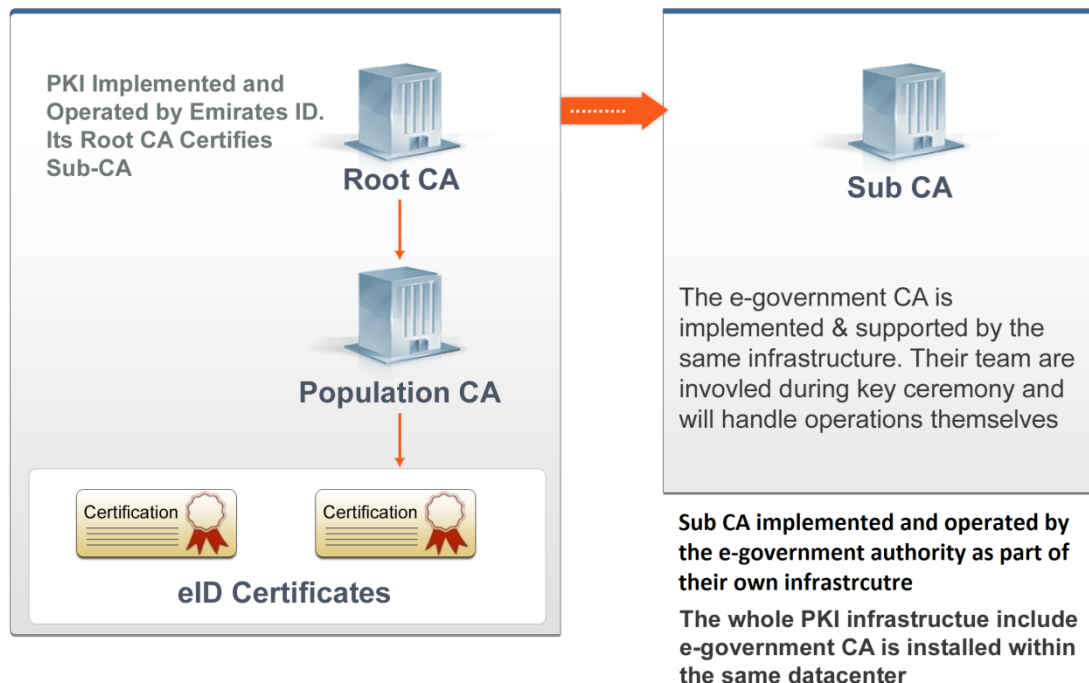 PKI Implemented and
Operated by Emirates ID.
Its Root CA Certifies
Sub-CA
Root CA
Population CA
Certification
Certification
eID Certificates
Sub CA
The e-government CA is
implemented & supported by the
same infrastructure. Their team are
invovled during key ceremony and
will handle operations themselves
Sub CA implemented and operated by
the e-government authority as part of
their own infrastrcutre
The whole PKI infrastructue include
e-government CA is installed within
the same datacenter